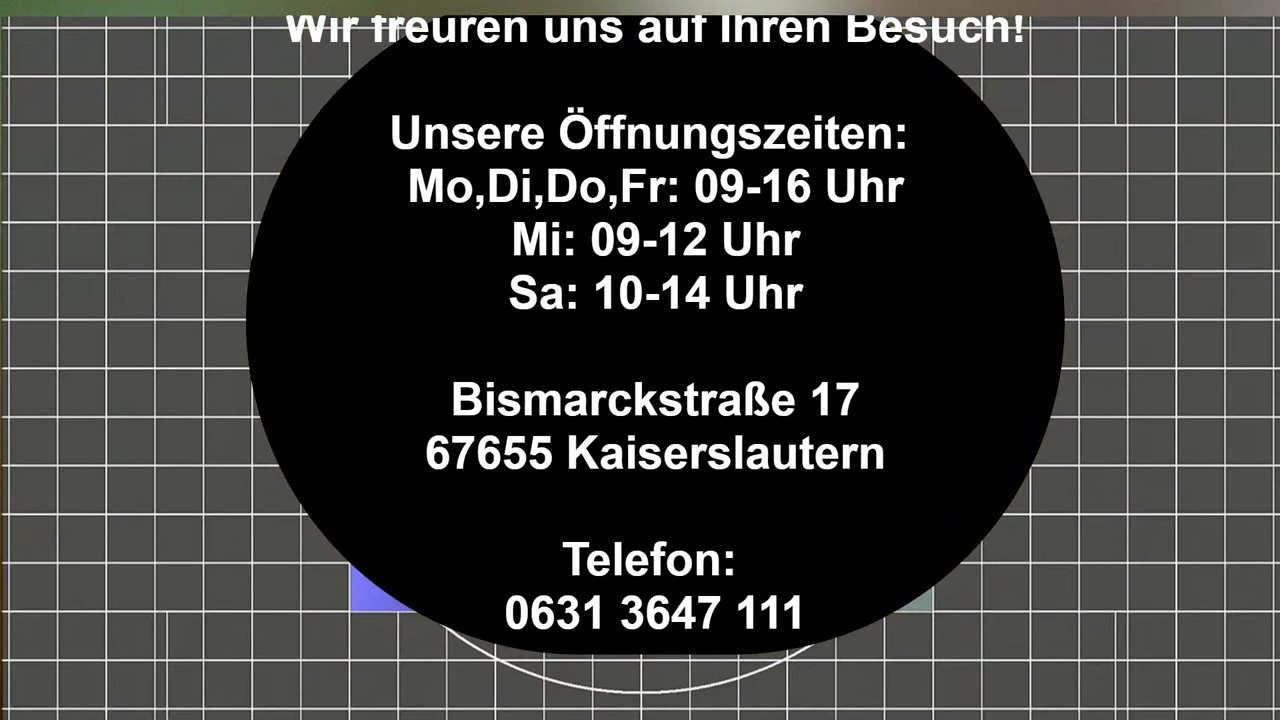 Wir freuren uns auf Ihren Besuch!
Unsere Öffnungszeiten:
Mo,Di,Do,Fr: 09-16 Uhr
Mi: 09-12 Uhr
Sa: 10-14 Uhr
Bismarckstraße 17
67655 Kaiserslautern
Telefon:
0631 3647 111